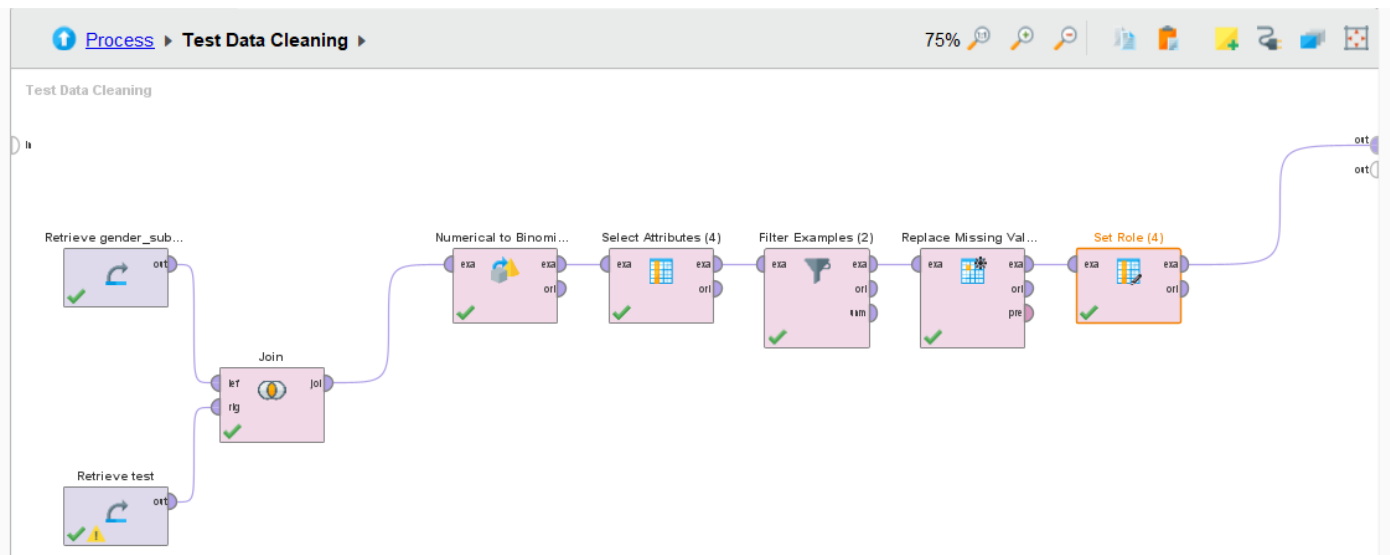 Process ▸ Test Data Cleaning ▸
75%
Test Data Cleaning
out
out
Retrieve gender_sub...
out
Numerical to Binomi...
exa exa
ori
Select Attributes (4)
exa exa
ori
Filter Examples (2)
exa exa
ori
Replace Missing Val...
exa exa
ori
pre
Set Role (4)
exa exa
ori
Join
lef joi
rig
Retrieve test
out